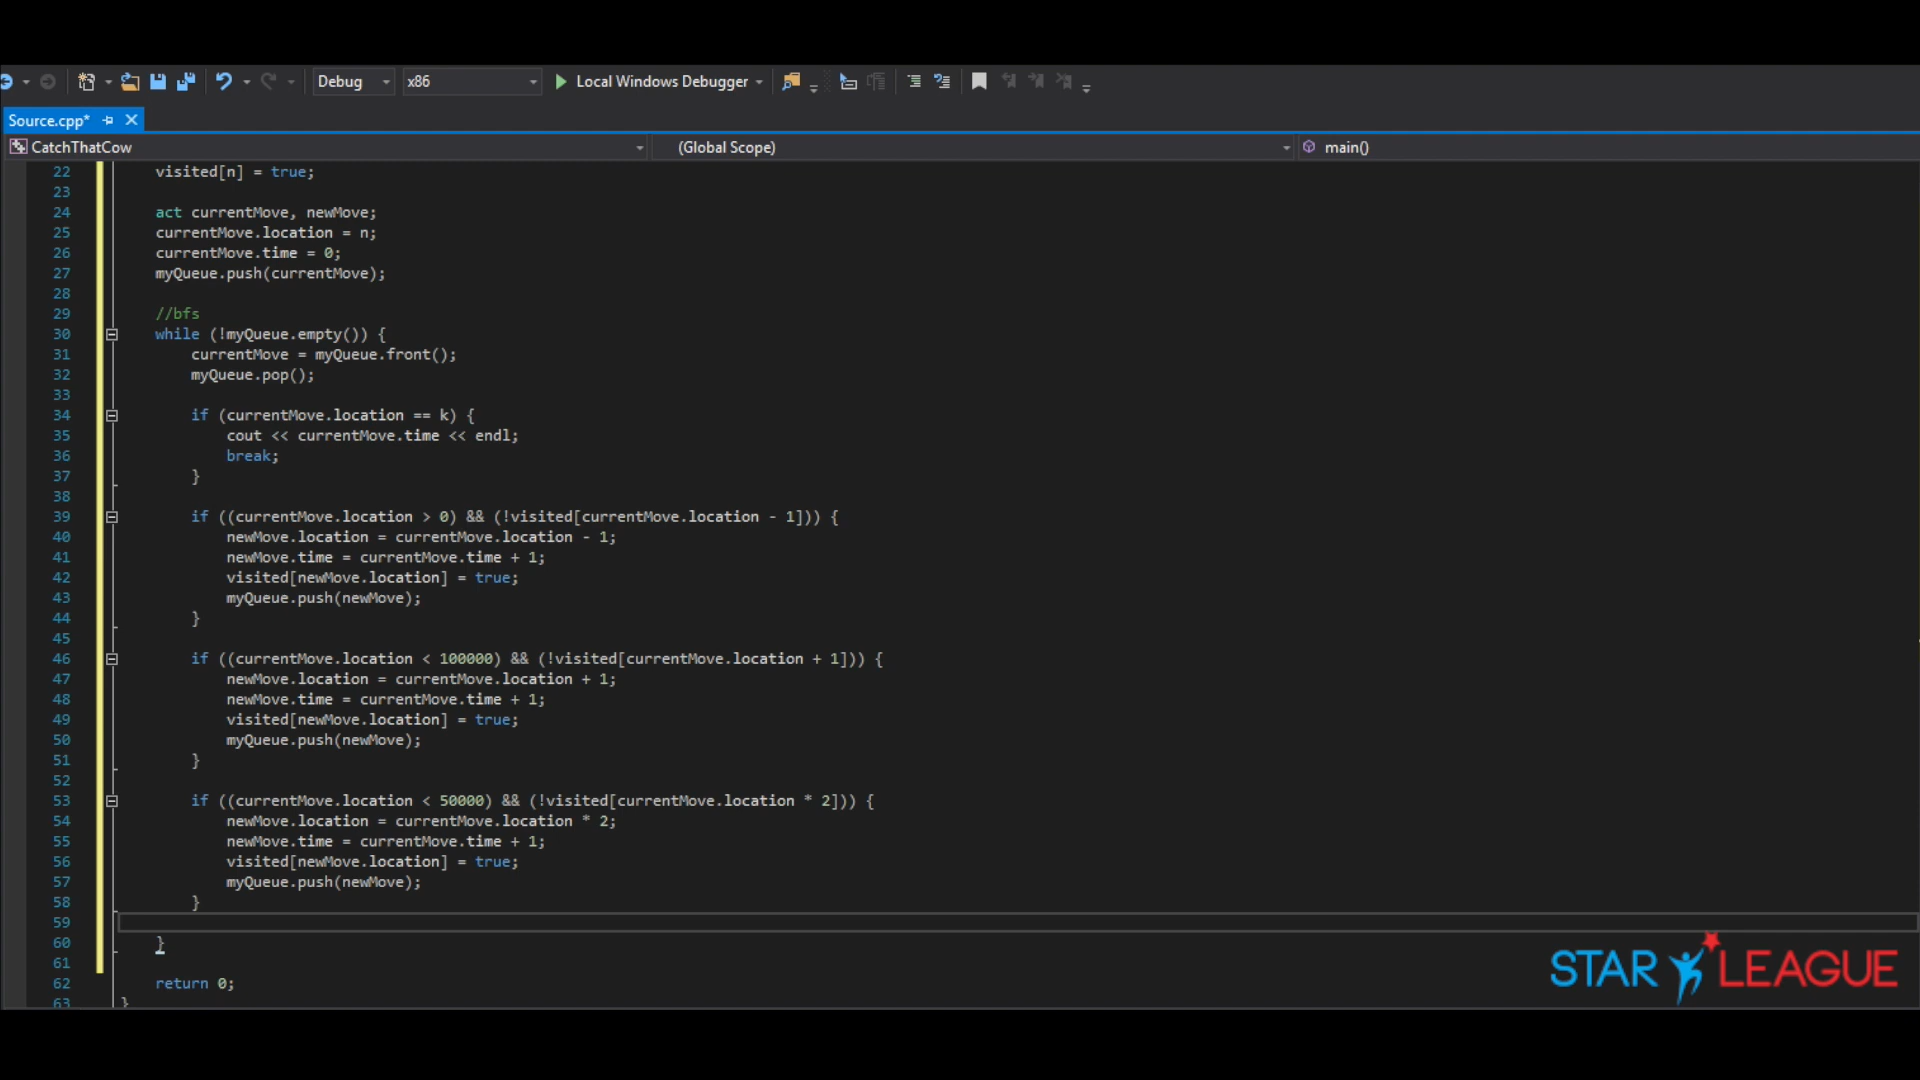 Debug x86 Local Windows Debugger
Source.cpp*
CatchThatCow (Global Scope) main()
22 visited[n] = true;
23
24 act currentMove, newMove;
25 currentMove.location = n;
26 currentMove.time = 0;
27 myQueue.push(currentMove);
28
29 //bfs
30 while (!myQueue.empty()) {
31 currentMove = myQueue.front();
32 myQueue.pop();
33
34 if (currentMove.location == k) {
35 cout << currentMove.time << endl;
36 break;
37 }
38
39 if ((currentMove.location > 0) && (!visited[currentMove.location - 1])) {
40 newMove.location = currentMove.location - 1;
41 newMove.time = currentMove.time + 1;
42 visited[newMove.location] = true;
43 myQueue.push(newMove);
44 }
45
46 if ((currentMove.location < 100000) && (!visited[currentMove.location + 1])) {
47 newMove.location = currentMove.location + 1;
48 newMove.time = currentMove.time + 1;
49 visited[newMove.location] = true;
50 myQueue.push(newMove);
51 }
52
53 if ((currentMove.location < 50000) && (!visited[currentMove.location * 2])) {
54 newMove.location = currentMove.location * 2;
55 newMove.time = currentMove.time + 1;
56 visited[newMove.location] = true;
57 myQueue.push(newMove);
58 }
59
60 }
61
62 return 0;
63 }
STAR LEAGUE